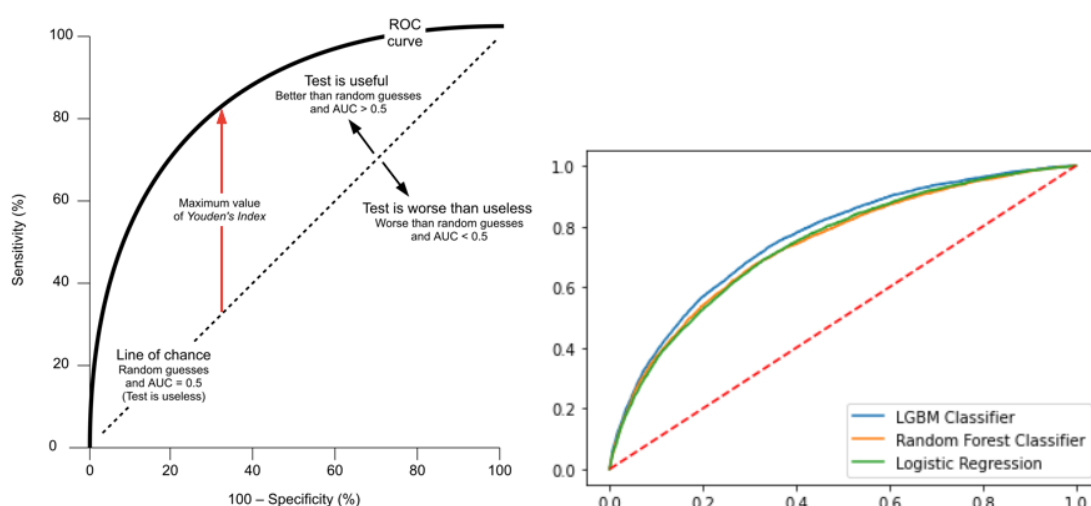 ROC
curve
100
80
60
40
20
0
Sensitivity (%)
Test is useful
Better than random guesses
and AUC > 0.5
Maximum value
of Youden's Index
Test is worse than useless
Worse than random guesses
and AUC < 0.5
Line of chance
Random guesses
and AUC = 0.5
(Test is useless)
0 20 40 60 80 100
100 – Specificity (%)
1.0
0.8
0.6
0.4
0.2
0.0
LGBM Classifier
Random Forest Classifier
Logistic Regression
0.0 0.2 0.4 0.6 0.8 1.0